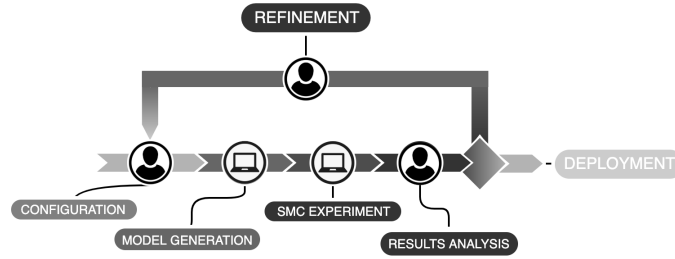 REFINEMENT
DEPLOYMENT
CONFIGURATION
SMC EXPERIMENT
MODEL GENERATION
RESULTS ANALYSIS